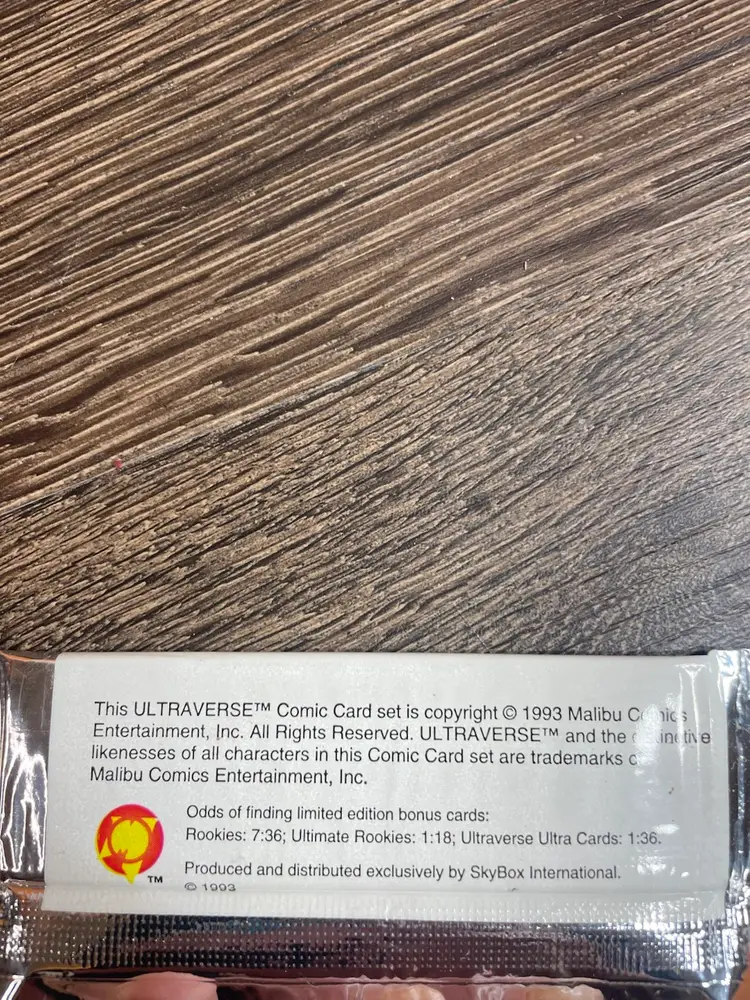 This ULTRAVERSE™ Comic Card set is copyright © 1993 Malibu Comics
Entertainment, Inc. All Rights Reserved. ULTRAVERSE™ and the distinctive
likenesses of all characters in this Comic Card set are trademarks
Malibu Comics Entertainment, Inc.
Odds of finding limited edition bonus cards:
Rookies: 7:36; Ultimate Rookies: 1:18; Ultraverse Ultra Cards: 1:36.
TM
Produced and distributed exclusively by SkyBox International.
© 1993